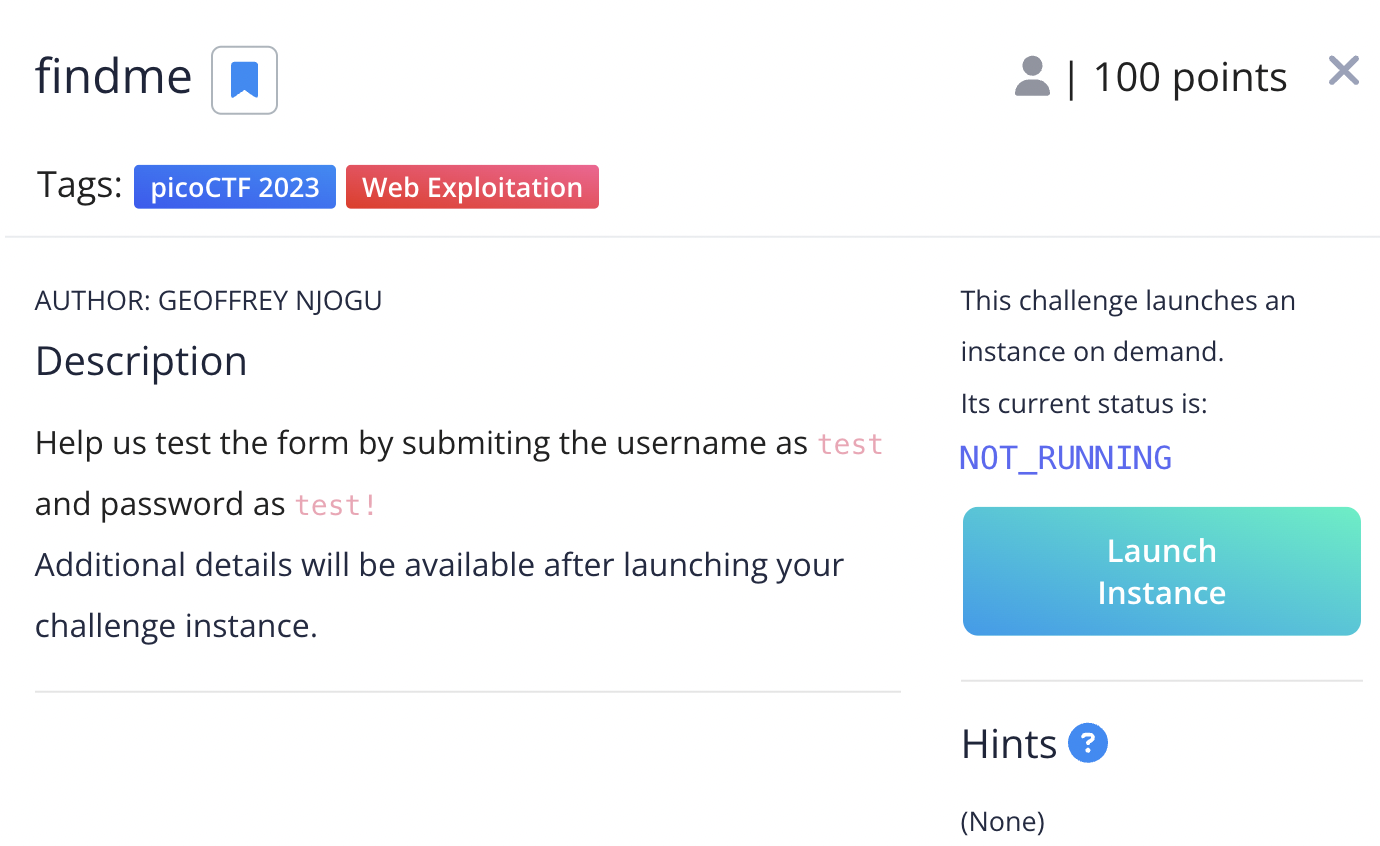 findme
| 100 points
Tags: picoCTF 2023 Web Exploitation
AUTHOR: GEOFFREY NJOGU
Description
Help us test the form by submiting the username as test
and password as test!
Additional details will be available after launching your
challenge instance.
This challenge launches an
instance on demand.
Its current status is:
NOT_RUNNING
Launch
Instance
Hints ?
(None)